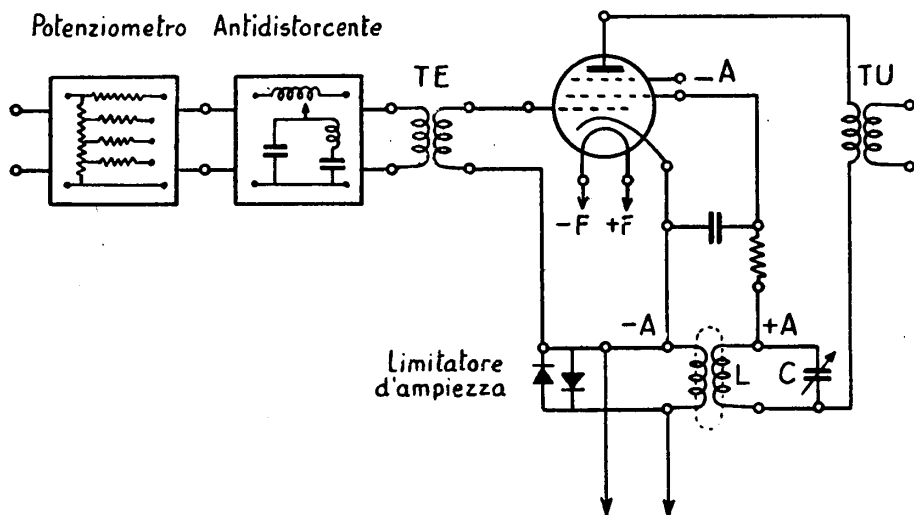 Potenziometro Antidistorcente
TE
-A
TU
-F +F
-A
+A
L
C
Limitatore
d'ampiezza